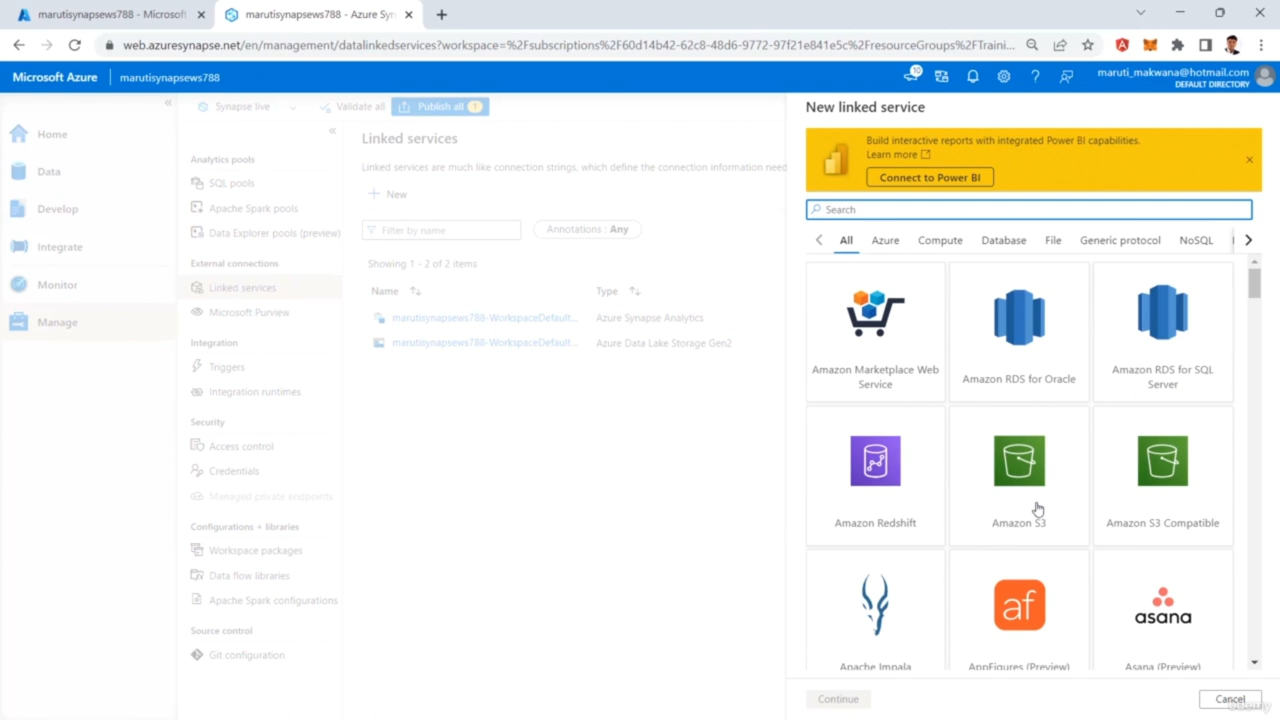 marutisynapsews788 - Microsoft
marutisynapsews788 - Azure Syn
web.azuresynapse.net/en/management/datalinkedservices?workspace=%2Fsubscriptions%2F60d14b42-62c8-48d6-9772-97f21e841e5c%2FresourceGroups%2FTraini...
Microsoft Azure
marutisynapsews788
10
maruti_makwana@hotmail.com
DEFAULT DIRECTORY
Home
Data
Develop
Integrate
Monitor
Manage
Synapse live
Validate all
Publish all
1
Analytics pools
SQL pools
Apache Spark pools
Data Explorer pools (preview)
External connections
Linked services
Microsoft Purview
Integration
Triggers
Integration runtimes
Security
Access control
Credentials
Managed private endpoints
Configurations + libraries
Workspace packages
Data flow libraries
Apache Spark configurations
Source control
Git configuration
Linked services
Linked services are much like connection strings, which define the connection information need
New
Filter by name
Annotations : Any
Showing 1 - 2 of 2 items
Name
Type
marutisynapsews788-WorkspaceDefault...
Azure Synapse Analytics
marutisynapsews788-WorkspaceDefault...
Azure Data Lake Storage Gen2
New linked service
Build interactive reports with integrated Power BI capabilities.
Learn more
Connect to Power BI
Search
All
Azure
Compute
Database
File
Generic protocol
NoSQL
Amazon Marketplace Web
Service
Amazon RDS for Oracle
Amazon RDS for SQL
Server
Amazon Redshift
Amazon S3
Amazon S3 Compatible
af
asana
Apache Impala
AppFigures (Preview)
Asana (Preview)
Continue
Cancel
udemy